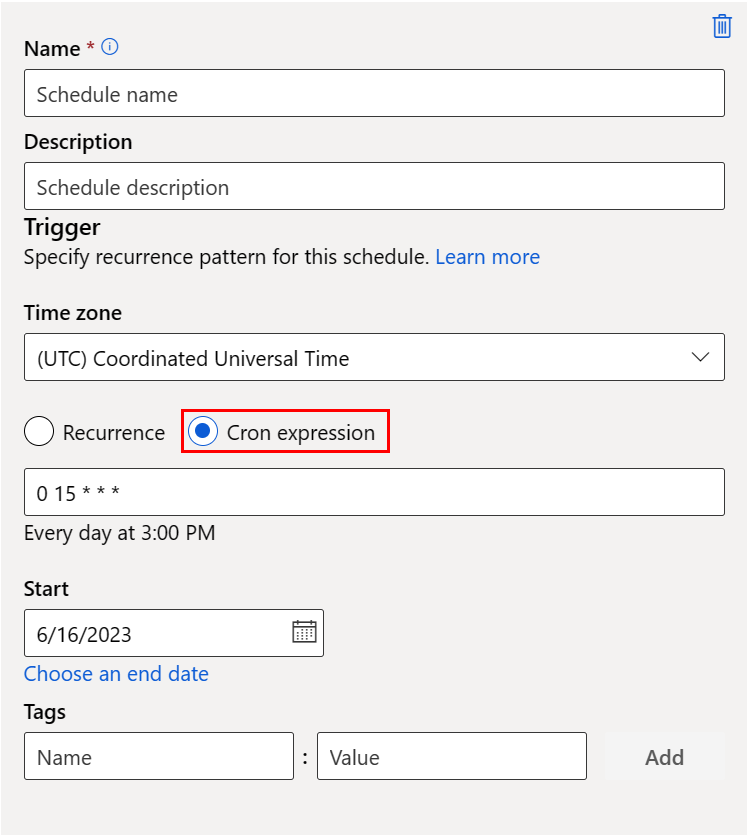 Name *
Schedule name
Description
Schedule description
Trigger
Specify recurrence pattern for this schedule. Learn more
Time zone
(UTC) Coordinated Universal Time
Recurrence Cron expression
0 15 * * *
Every day at 3:00 PM
Start
6/16/2023
Choose an end date
Tags
Name : Value Add